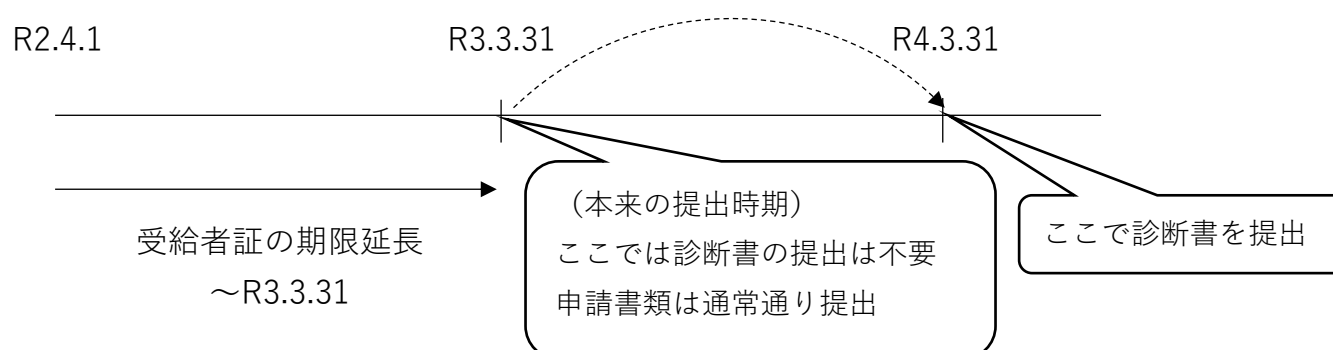 R2.4.1
R3.3.31
R4.3.31
受給者証の期限延長
～R3.3.31
（本来の提出時期）
ここでは診断書の提出は不要
申請書類は通常通り提出
ここで診断書を提出